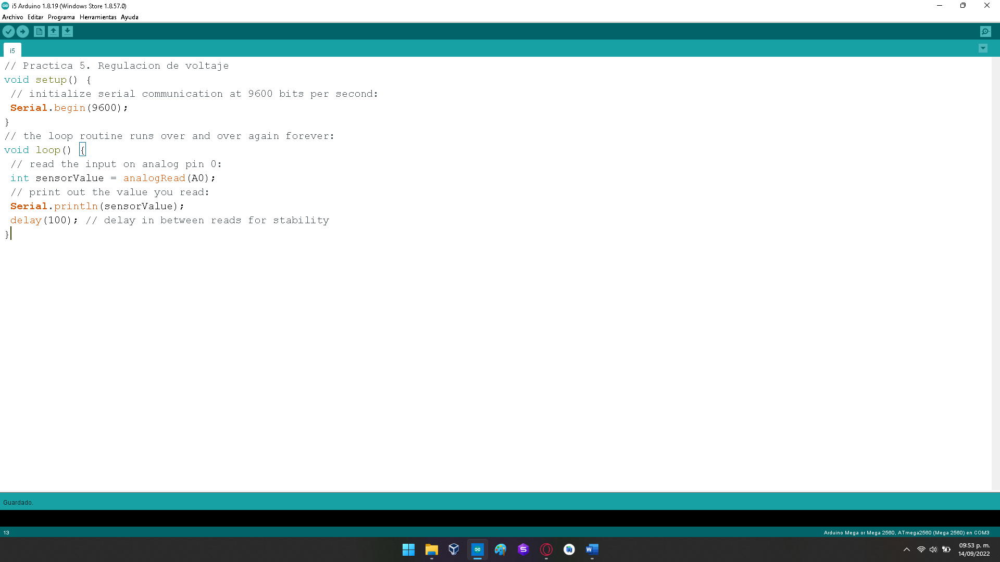 i5 Arduino 1.8.19 (Windows Store 1.8.57.0)
Archivo Editar Programa Herramientas Ayuda
i5
// Practica 5. Regulacion de voltaje
void setup() {
 // initialize serial communication at 9600 bits per second:
 Serial.begin(9600);
}
// the loop routine runs over and over again forever:
void loop() {
 // read the input on analog pin 0:
 int sensorValue = analogRead(A0);
 // print out the value you read:
 Serial.println(sensorValue);
 delay(100); // delay in between reads for stability
}
Guardado.
13
Arduino Mega or Mega 2560, ATmega2560 (Mega 2560) en COM3
S
W
09:53 p. m.
14/09/2022